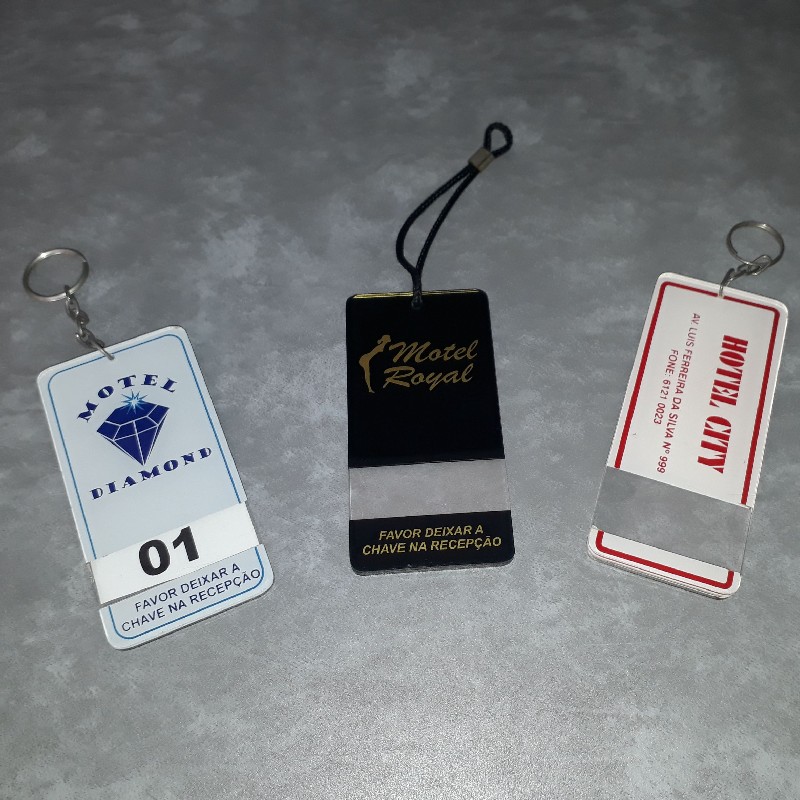 MOTEL
DIAMOND
01
FAVOR DEIXAR A
CHAVE NA RECEPÇÃO
Motel
Royal
FAVOR DEIXAR A
CHAVE NA RECEPÇÃO
HOTEL CITY
AV. LUIS FERREIRA DA SILVA Nº 999
FONE: 6121 0023